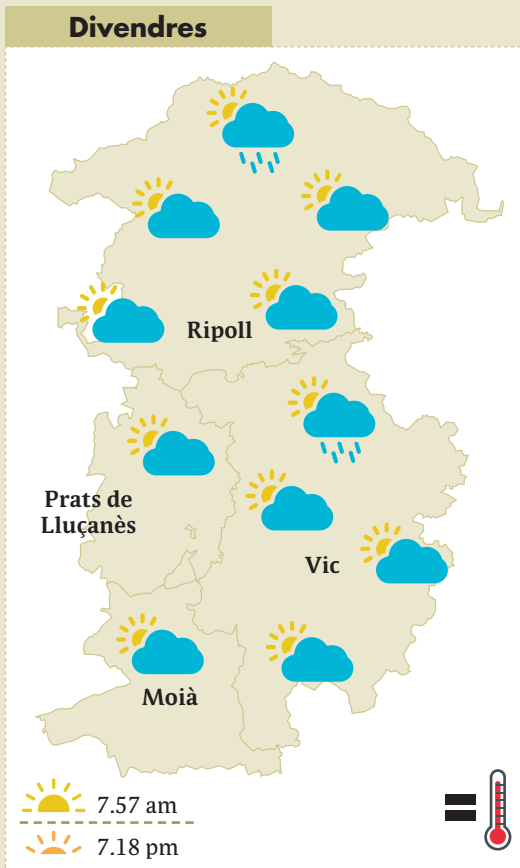 Divendres
Ripoll
Prats de
Lluçanès
Vic
Moià
7.57 am
7.18 pm
=